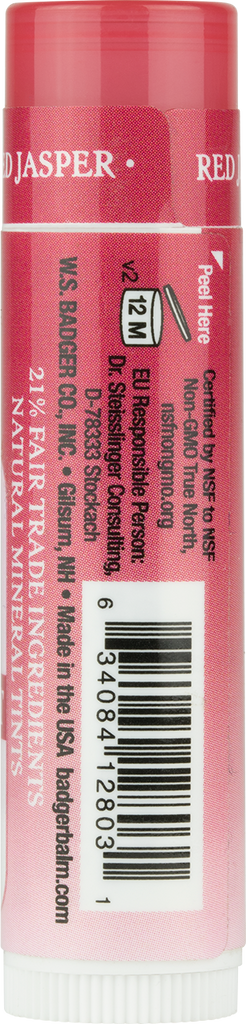 ED JASPER •
RED J
Peel Here
Certified by NSF to NSF
Non-GMO True North,
nsfnongmo.org
12 M
v2
EU Responsible Person:
Dr. Steisslinger Consulting,
D-78333 Stockach
W.S. BADGER CO., INC. • Gilsum, NH • Made in the USA badgerbalm.com
21% FAIR TRADE INGREDIENTS
NATURAL MINERAL TINTS
6 34084 12803 1